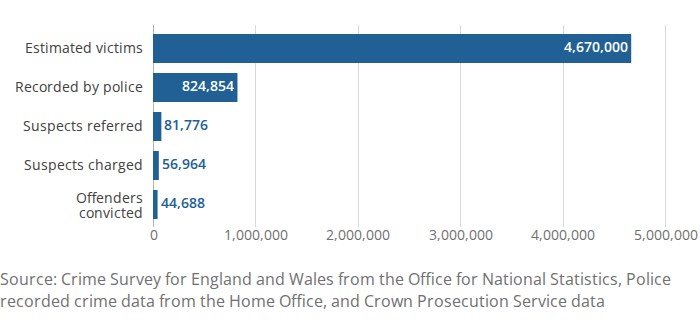 Estimated victims 4,670,000
Recorded by police 824,854
Suspects referred 81,776
Suspects charged 56,964
Offenders
convicted 44,688
0 1,000,000 2,000,000 3,000,000 4,000,000 5,000,000
Source: Crime Survey for England and Wales from the Office for National Statistics, Police
recorded crime data from the Home Office, and Crown Prosecution Service data